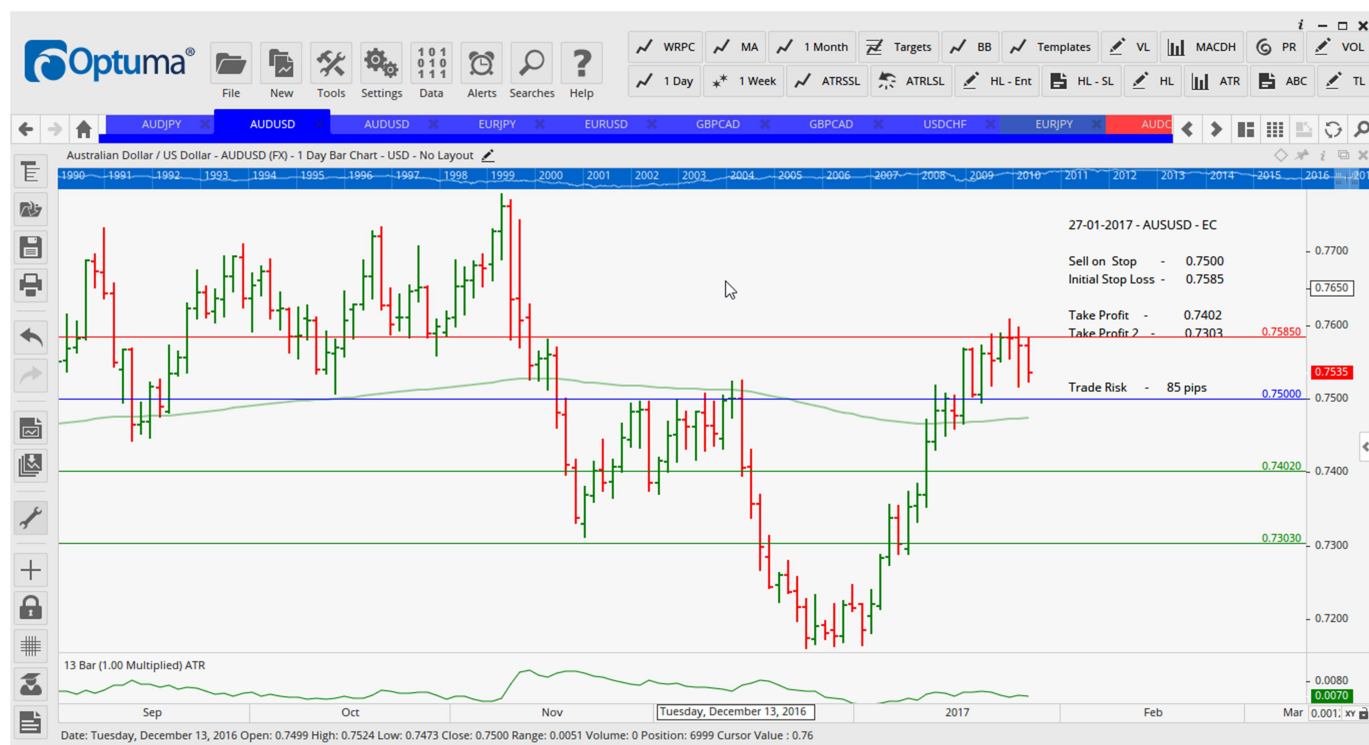 Optuma®
File
New
Tools
Settings
101
010
111
Data
Alerts
Searches
?
Help
i
WRPC
MA
1 Month
Targets
BB
Templates
VL
MACDH
PR
VOL
1 Day
1 Week
ATRSSL
ATRLSL
HL - Ent
HL - SL
HL
ATR
ABC
TL
AUDJPY
AUDUSD
AUDUSD
EURJPY
EURUSD
GBPCAD
GBPCAD
USDCHF
EURJPY
AUDC
Australian Dollar / US Dollar - AUDUSD (FX) - 1 Day Bar Chart - USD - No Layout
1990 1991 1992 1993 1994 1995 1996 1997 1998 1999 2000 2001 2002 2003 2004 2005 2006 2007 2008 2009 2010 2011 2012 2013 2014 2015 2016
27-01-2017 - AUSUSD - EC
Sell on Stop - 0.7500
Initial Stop Loss - 0.7585
Take Profit - 0.7402
Take Profit 2 - 0.7303
Trade Risk - 85 pips
0.75850
0.75000
0.74020
0.73030
0.7700
0.7650
0.7600
0.7535
0.7500
0.7400
0.7300
0.7200
13 Bar (1.00 Multiplied) ATR
0.0080
0.0070
Sep
Oct
Nov
Tuesday, December 13, 2016
2017
Feb
Mar
XY
Date: Tuesday, December 13, 2016 Open: 0.7499 High: 0.7524 Low: 0.7473 Close: 0.7500 Range: 0.0051 Volume: 0 Position: 6999 Cursor Value : 0.76